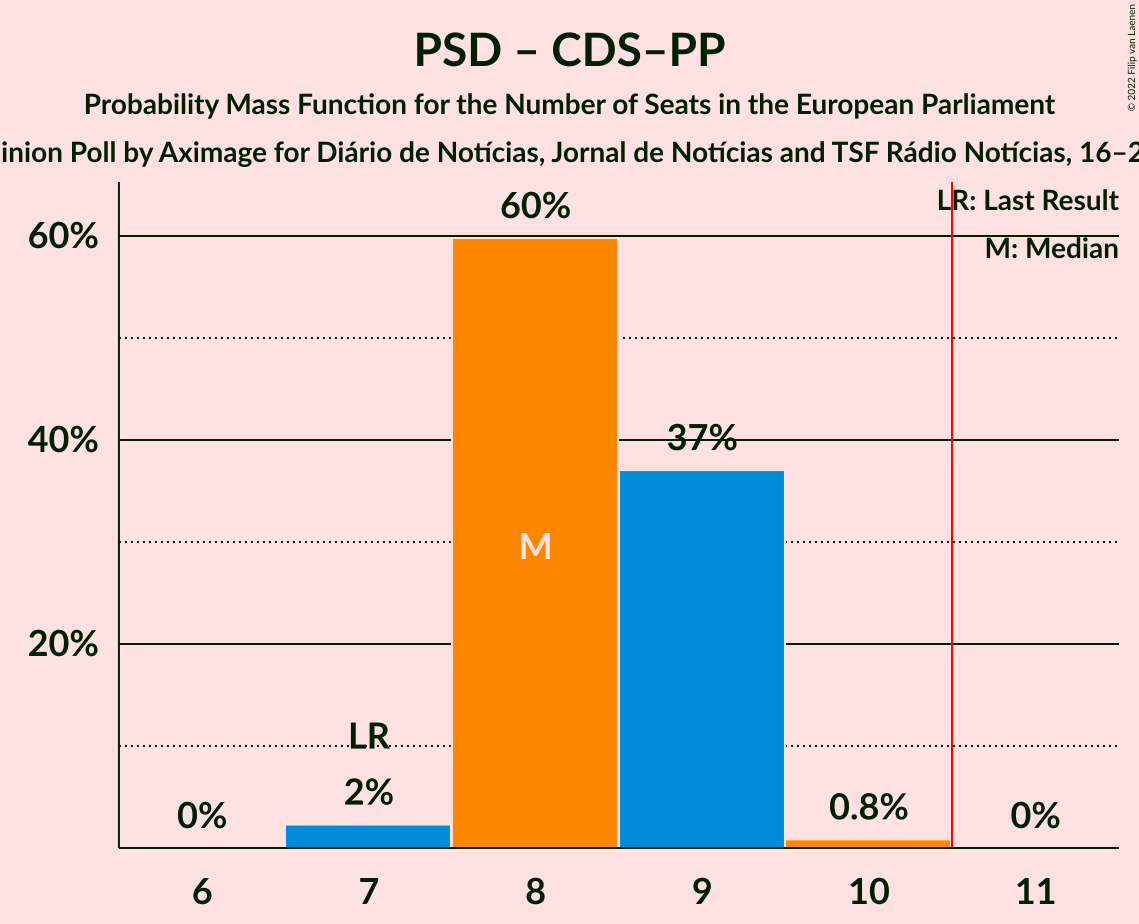 PSD – CDS–PP
Probability Mass Function for the Number of Seats in the European Parliament
inion Poll by Aximage for Diário de Notícias, Jornal de Notícias and TSF Rádio Notícias, 16–2
© 2022 Filip van Laenen
LR: Last Result
M: Median
60%
40%
20%
0%
LR
2%
60%
M
37%
0.8%
0%
6 7 8 9 10 11